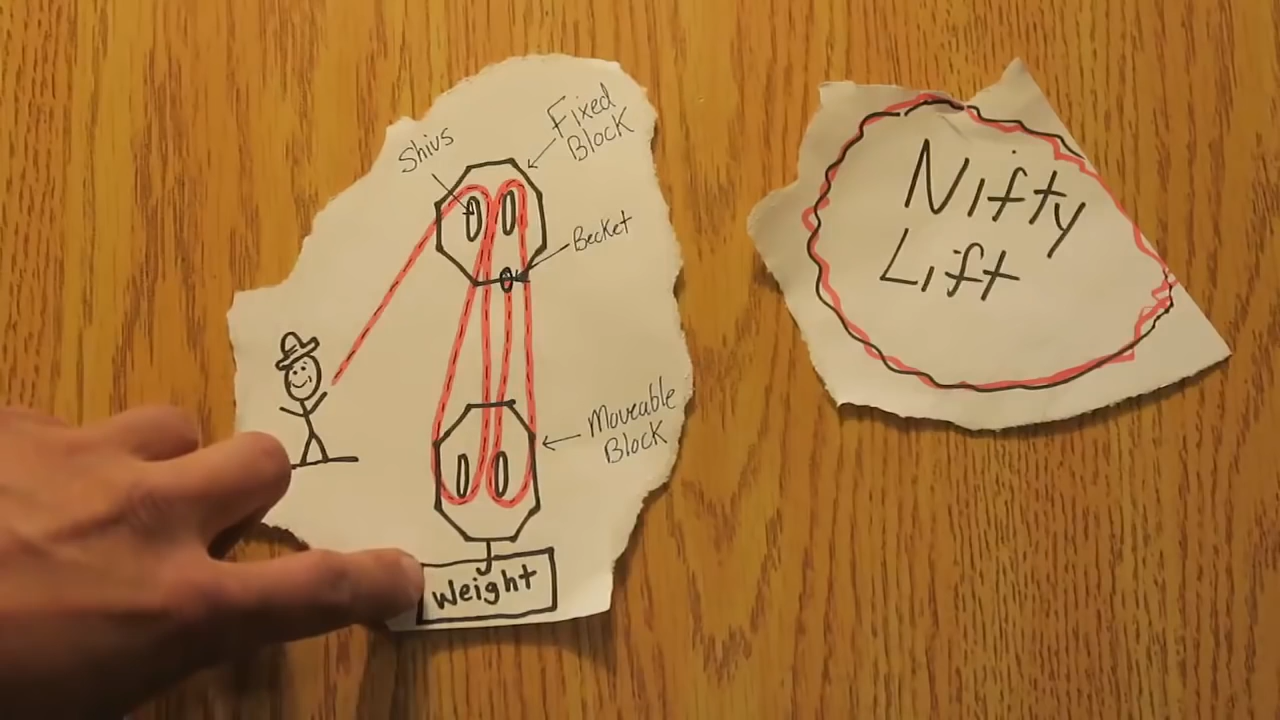 Shivs
Fixed
Block
Becket
Moveable
Block
Weight
Nifty
Lift